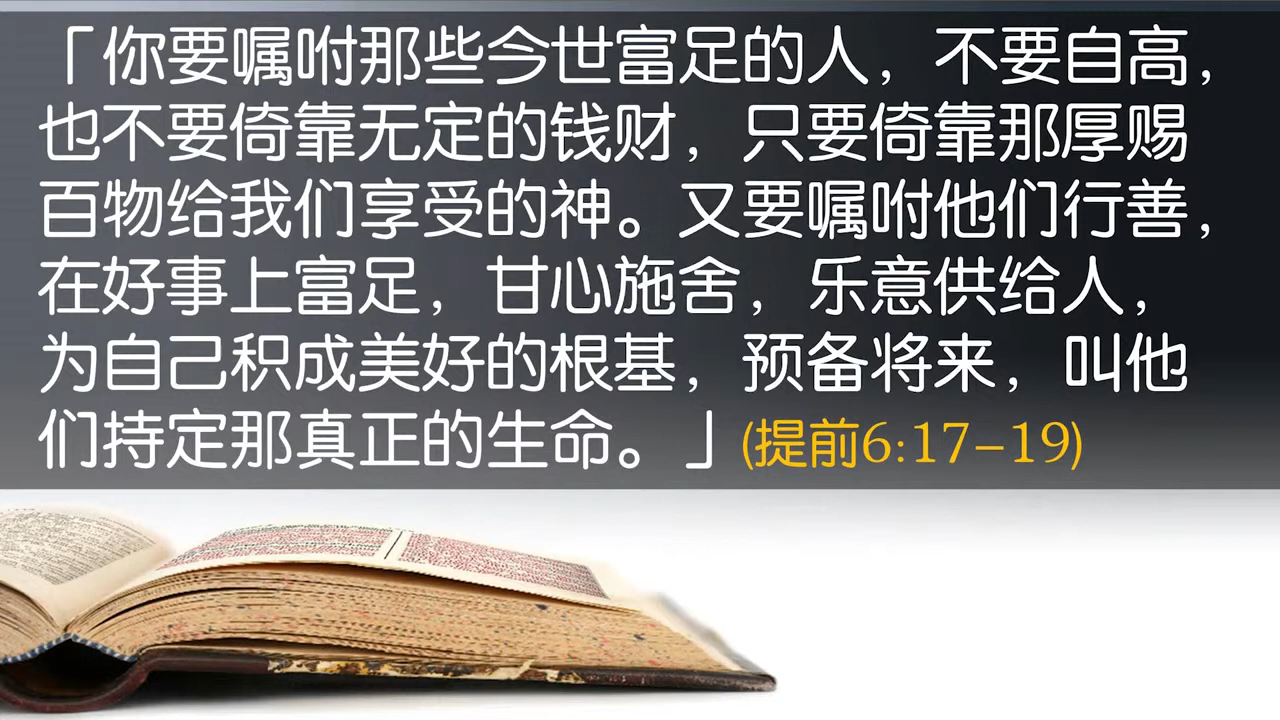 「你要嘱咐那些今世富足的人，不要自高，
也不要倚靠无定的钱财，只要倚靠那厚赐
百物给我们享受的神。又要嘱咐他们行善，
在好事上富足，甘心施舍，乐意供给人，
为自己积成美好的根基，预备将来，叫他
们持定那真正的生命。」(提前6:17-19)